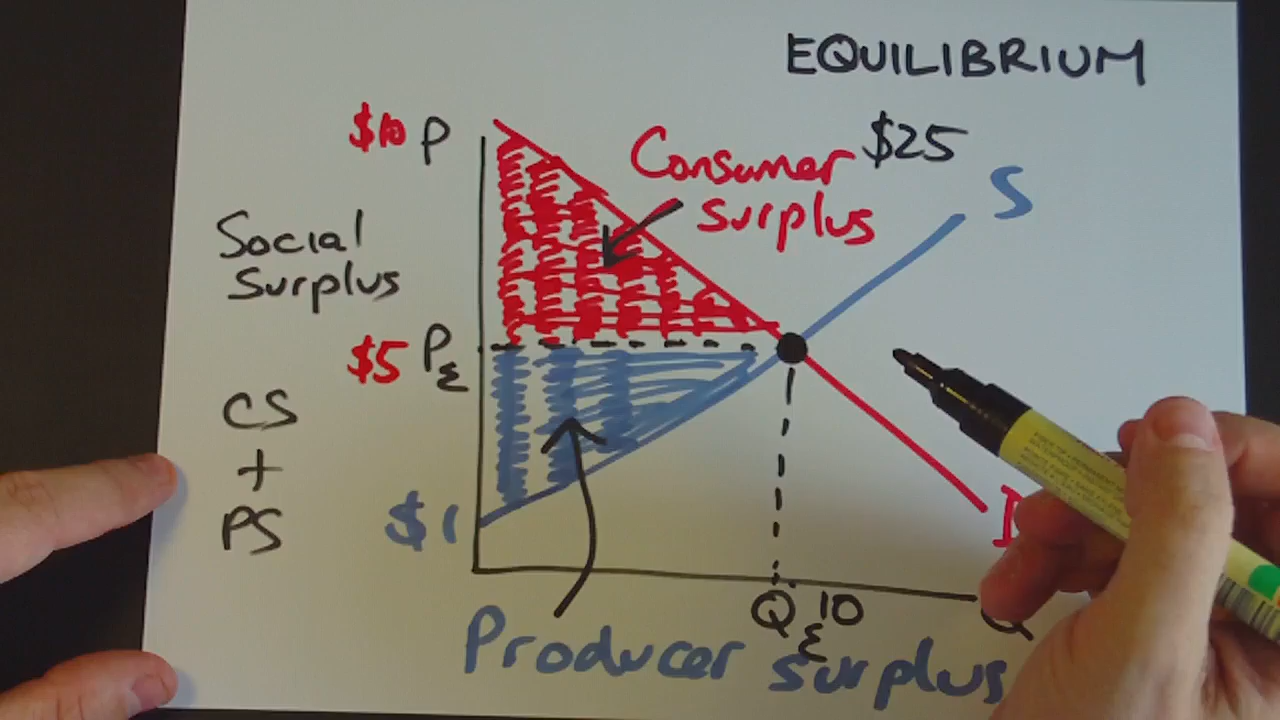 EQUILIBRIUM
$10 P
Consumer $25
surplus
S
Social
Surplus
$5 PE
CS
+
PS
$1
D
QE 10
Q
Producer surplus